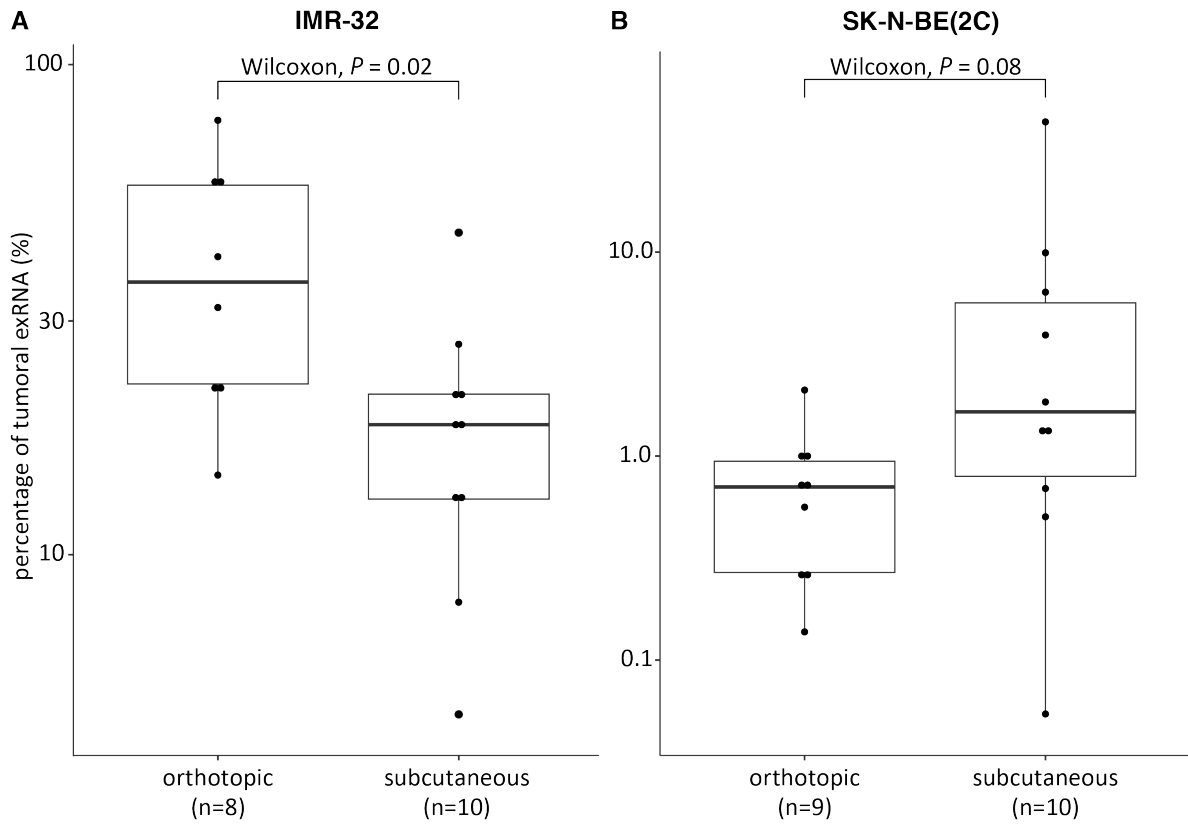 A
IMR-32
percentage of tumoral exRNA (%)
100
30
10
Wilcoxon, P = 0.02
orthotopic
(n=8)
subcutaneous
(n=10)
B
SK-N-BE(2C)
10.0
1.0
0.1
Wilcoxon, P = 0.08
orthotopic
(n=9)
subcutaneous
(n=10)